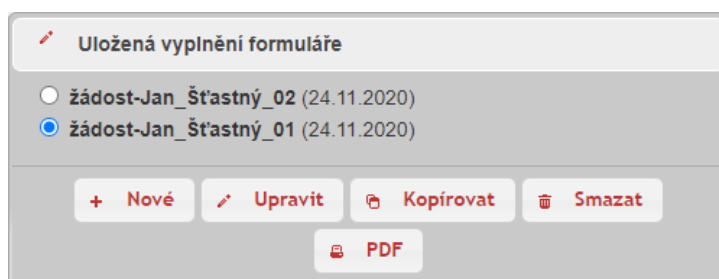 Uložená vyplnění formuláře
žádost-Jan_Šťastný_02 (24.11.2020)
žádost-Jan_Šťastný_01 (24.11.2020)
Nové Upravit Kopírovat Smazat
PDF